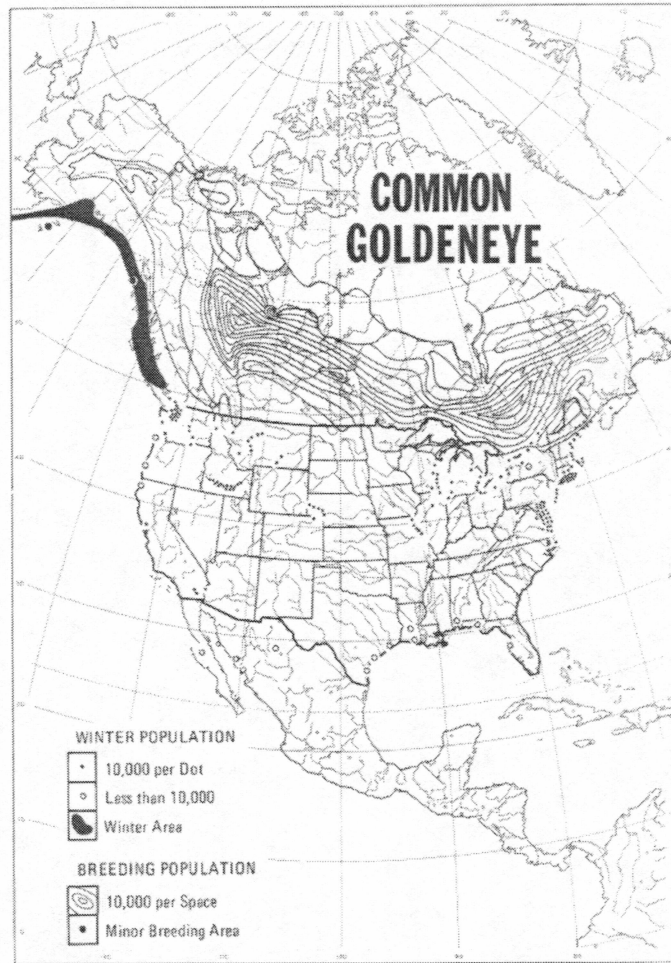 COMMON
GOLDENEYE
WINTER POPULATION
10,000 per Dot
Less than 10,000
Winter Area
BREEDING POPULATION
10,000 per Space
Minor Breeding Area